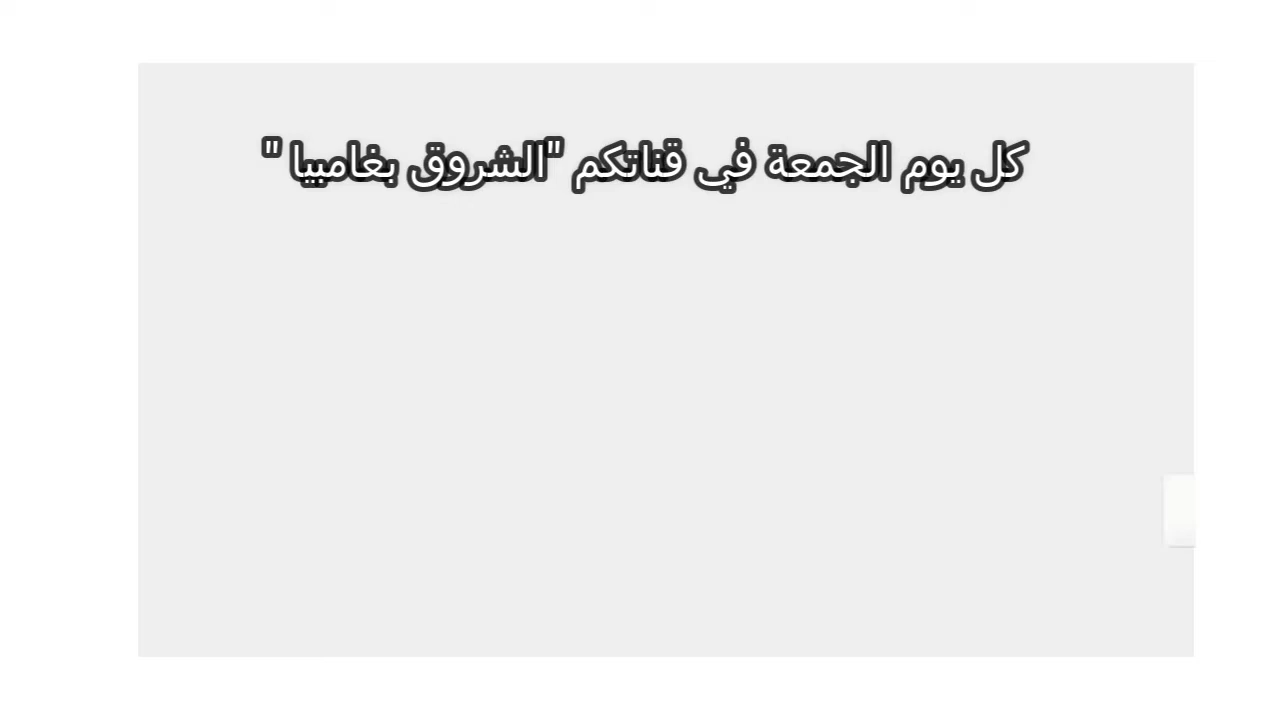 كل يوم الجمعة في قناتكم "الشروق بغامبيا "